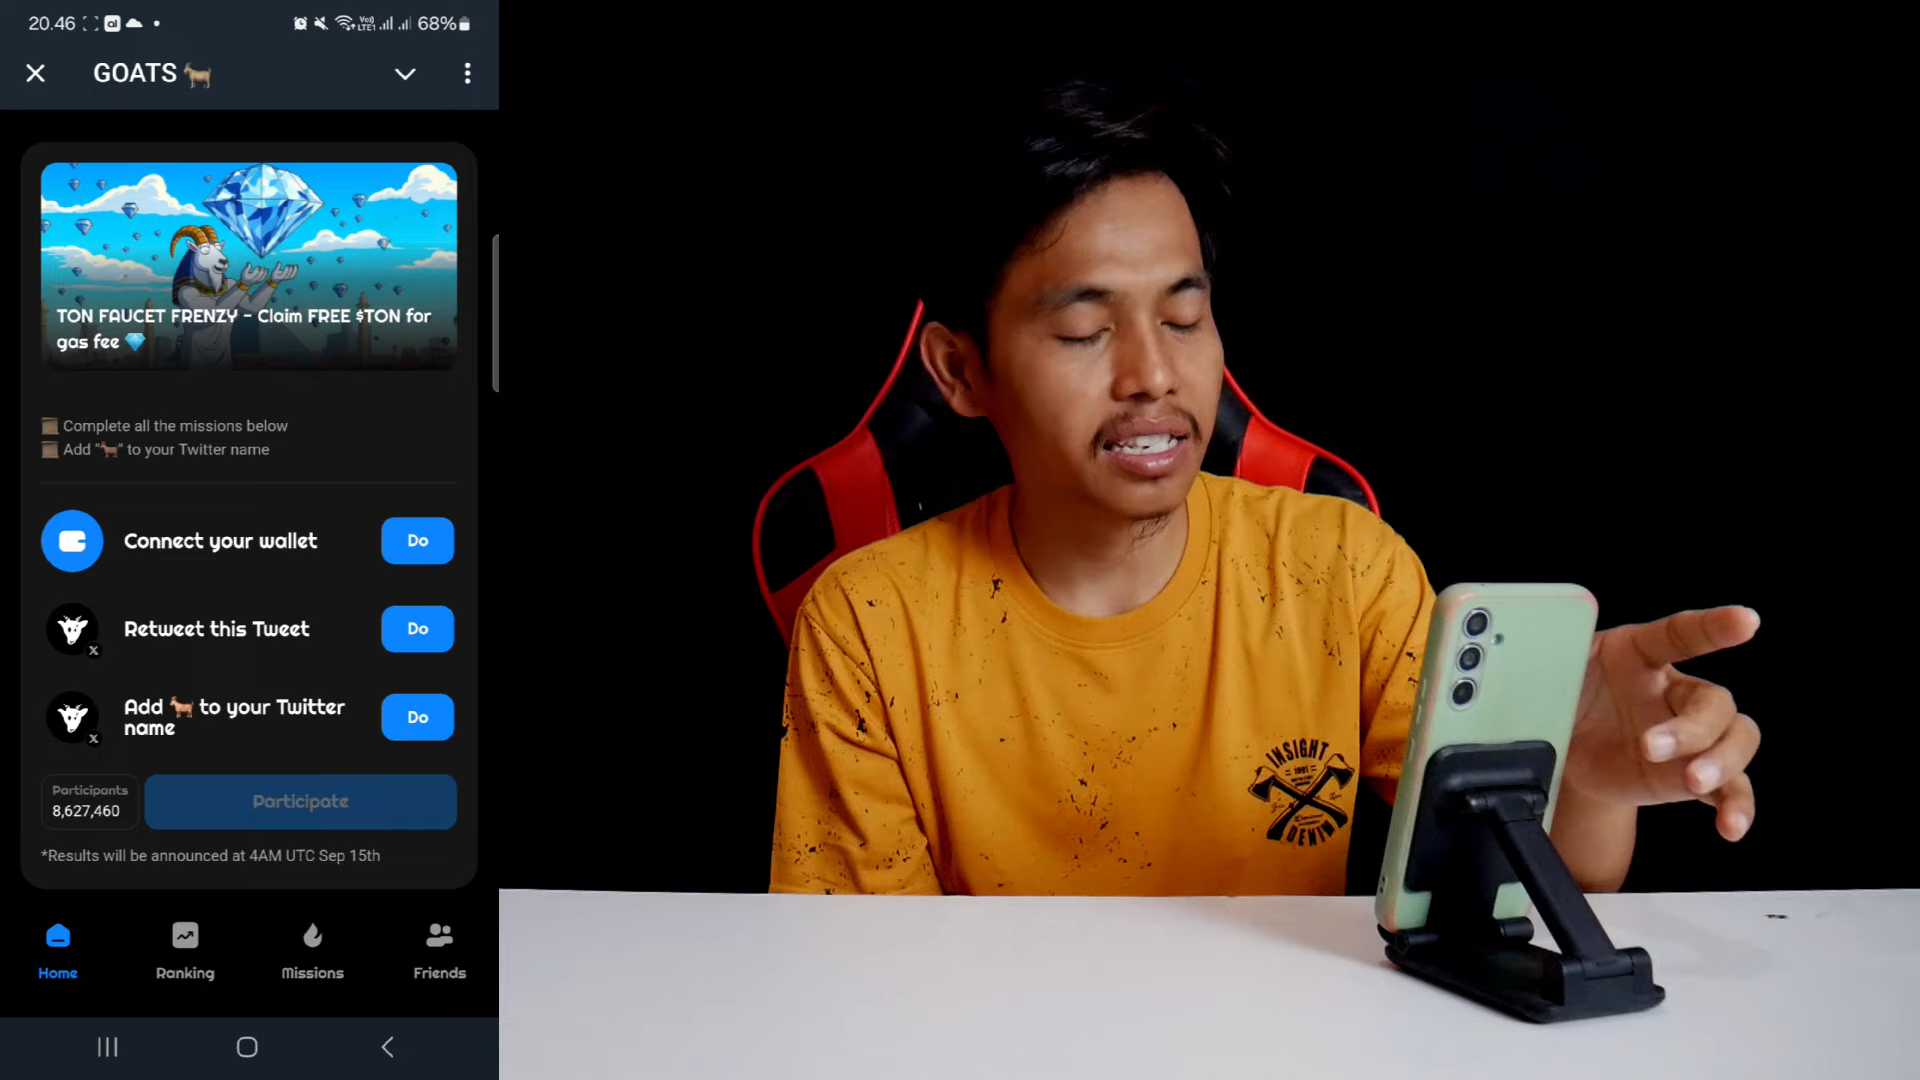 20.46
Voo)
LTE1
68%
GOATS 🐐
TON FAUCET FRENZY - Claim FREE $TON for
gas fee 💎
Complete all the missions below
Add "🐐" to your Twitter name
Connect your wallet
Do
Retweet this Tweet
Do
Add 🐐 to your Twitter
name
Do
Participants
8,627,460
Participate
*Results will be announced at 4AM UTC Sep 15th
Home
Ranking
Missions
Friends
INSIGHT
1991
DENIM